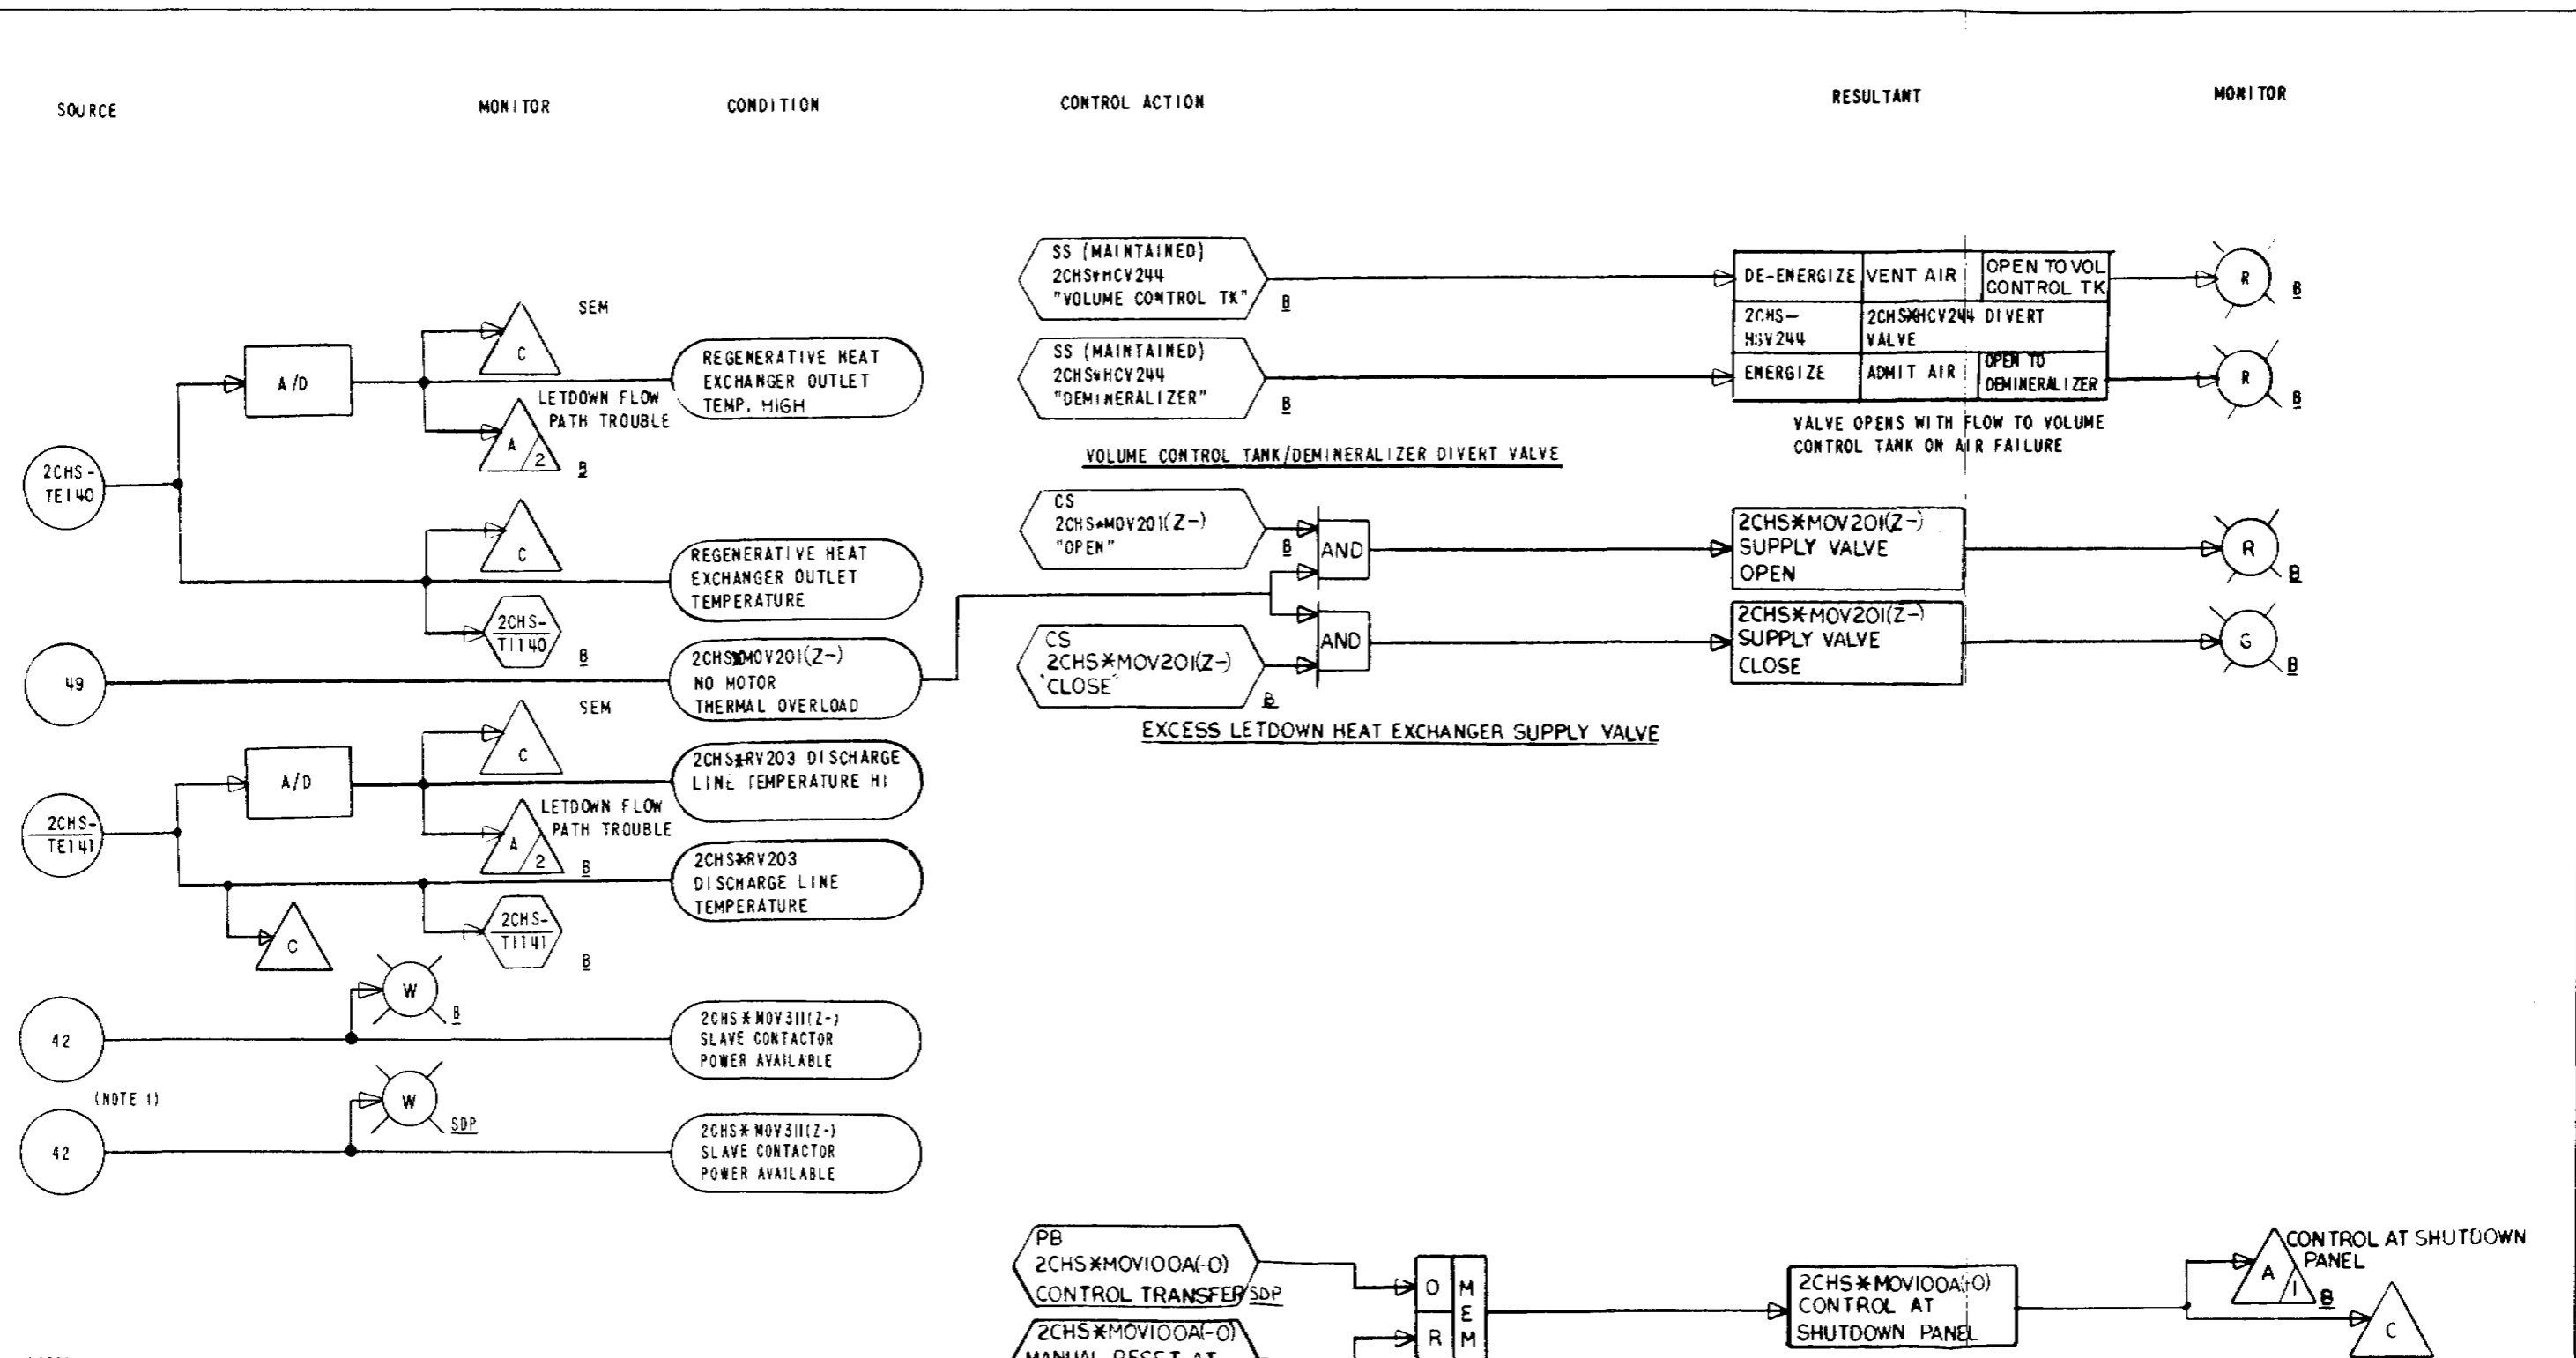 SOURCE
MONITOR
CONDITION
CONTROL ACTION
RESULTANT
MONITOR
2CHS-
TE140
A/D
C
SEM
A
2
LETDOWN FLOW
PATH TROUBLE
B
REGENERATIVE HEAT
EXCHANGER OUTLET
TEMP. HIGH
C
2CHS-
TI140
B
REGENERATIVE HEAT
EXCHANGER OUTLET
TEMPERATURE
49
2CHS*MOV201(Z-)
NO MOTOR
THERMAL OVERLOAD
2CHS-
TE141
A/D
C
SEM
A
2
LETDOWN FLOW
PATH TROUBLE
B
2CHS*RV203 DISCHARGE
LINE TEMPERATURE HI
C
2CHS-
TI141
B
2CHS*RV203
DISCHARGE LINE
TEMPERATURE
42
W
B
2CHS*MOV311(Z-)
SLAVE CONTACTOR
POWER AVAILABLE
(NOTE 1)
42
W
SDP
2CHS*MOV311(Z-)
SLAVE CONTACTOR
POWER AVAILABLE
SS (MAINTAINED)
2CHS*HCV244
"VOLUME CONTROL TK"
B
SS (MAINTAINED)
2CHS*HCV244
"DEMINERALIZER"
B
DE-ENERGIZE
VENT AIR
OPEN TO VOL
CONTROL TK
2CHS-
HSV244
2CHS*HCV244 DIVERT
VALVE
ENERGIZE
ADMIT AIR
OPEN TO
DEMINERALIZER
R
B
R
B
VALVE OPENS WITH FLOW TO VOLUME
CONTROL TANK ON AIR FAILURE
VOLUME CONTROL TANK/DEMINERALIZER DIVERT VALVE
CS
2CHS*MOV201(Z-)
"OPEN"
B
AND
2CHS*MOV201(Z-)
SUPPLY VALVE
OPEN
R
B
CS
2CHS*MOV201(Z-)
"CLOSE"
B
AND
2CHS*MOV201(Z-)
SUPPLY VALVE
CLOSE
G
B
EXCESS LETDOWN HEAT EXCHANGER SUPPLY VALVE
PB
2CHS*MOV100A(-O)
CONTROL TRANSFER
SDP
2CHS*MOV100A(-O)
MANUAL RESET AT
O
R
M
E
M
2CHS*MOV100A(-O)
CONTROL AT
SHUTDOWN PANEL
A
1
B
CONTROL AT SHUTDOWN
PANEL
C